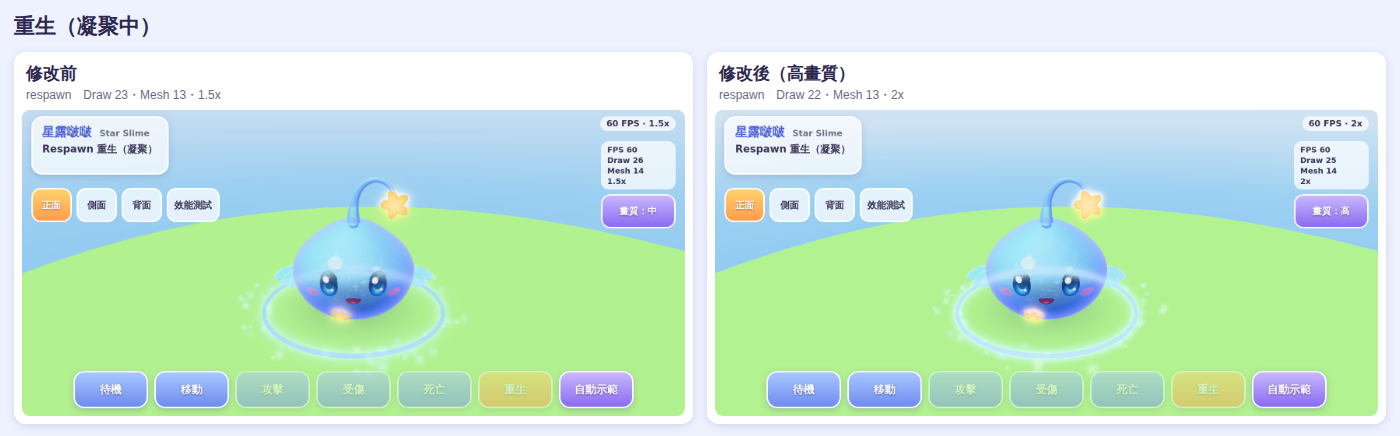 重生（凝聚中）
修改前
respawn Draw 23・Mesh 13・1.5x
星露啵啵 Star Slime
Respawn 重生（凝聚）
60 FPS · 1.5x
FPS 60
Draw 26
Mesh 14
1.5x
正面 側面 背面 效能測試
畫質：中
待機 移動 攻擊 受傷 死亡 重生 自動示範
修改後（高畫質）
respawn Draw 22・Mesh 13・2x
星露啵啵 Star Slime
Respawn 重生（凝聚）
60 FPS · 2x
FPS 60
Draw 25
Mesh 14
2x
正面 側面 背面 效能測試
畫質：高
待機 移動 攻擊 受傷 死亡 重生 自動示範